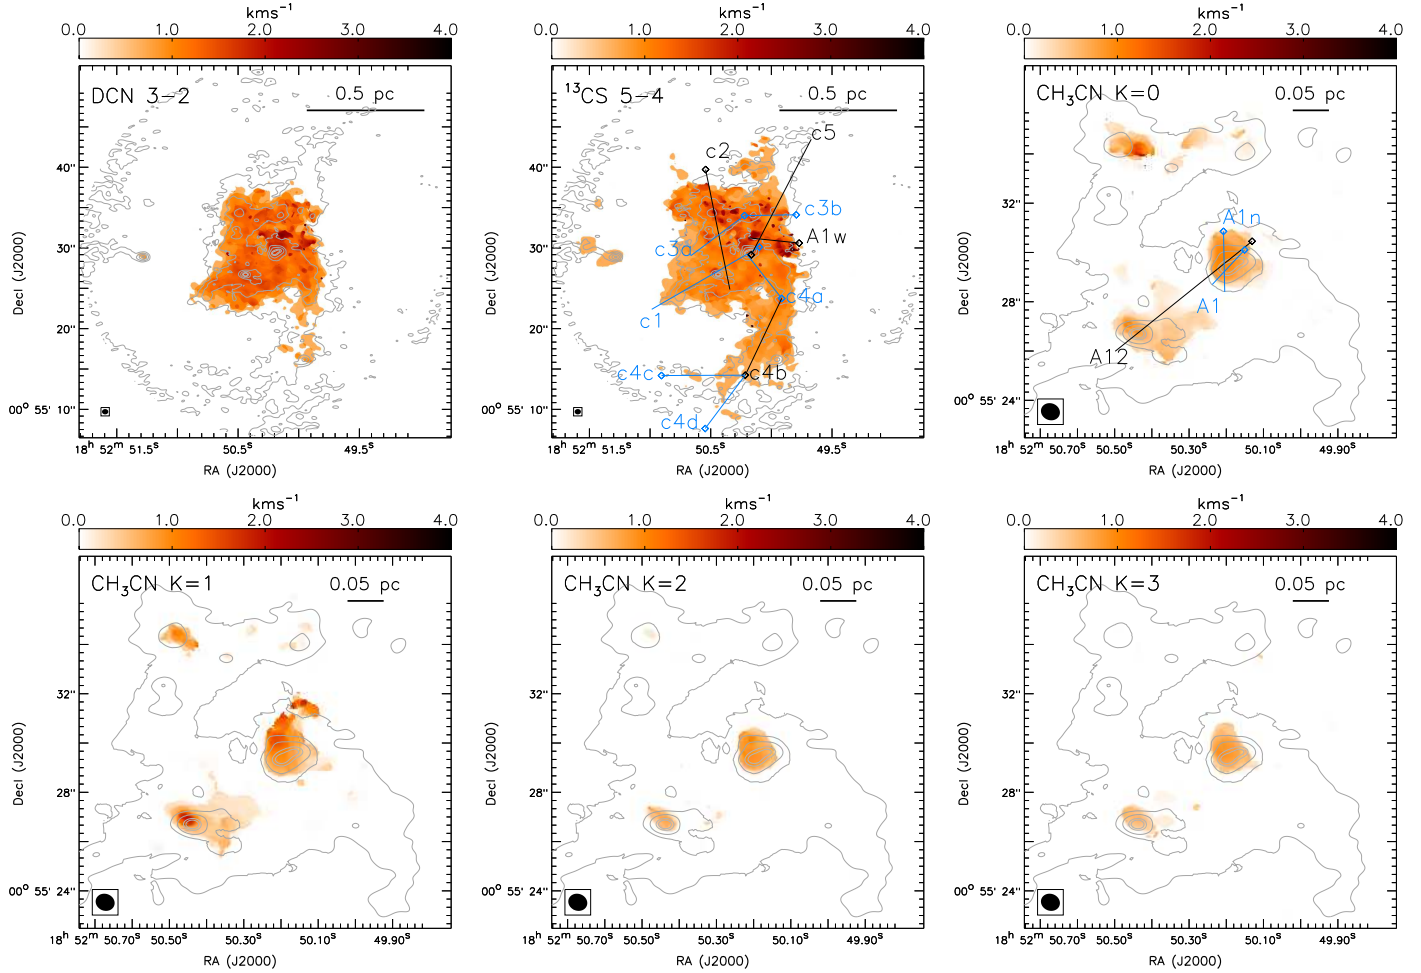 kms⁻¹
0.0 1.0 2.0 3.0 4.0
DCN 3−2
0.5 pc
40"
30"
20"
00° 55' 10"
Decl (J2000)
18ʰ 52ᵐ 51.5ˢ 50.5ˢ 49.5ˢ
RA (J2000)
kms⁻¹
0.0 1.0 2.0 3.0 4.0
¹³CS 5−4
0.5 pc
c5
c2
c3b
A1w
c3a
c4a
c1
c4c
c4b
c4d
40"
30"
20"
00° 55' 10"
Decl (J2000)
18ʰ 52ᵐ 51.5ˢ 50.5ˢ 49.5ˢ
RA (J2000)
kms⁻¹
0.0 1.0 2.0 3.0 4.0
CH₃CN K=0
0.05 pc
A1n
A1
A12
32"
28"
00° 55' 24"
Decl (J2000)
18ʰ 52ᵐ 50.70ˢ 50.50ˢ 50.30ˢ 50.10ˢ 49.90ˢ
RA (J2000)
kms⁻¹
0.0 1.0 2.0 3.0 4.0
CH₃CN K=1
0.05 pc
32"
28"
00° 55' 24"
Decl (J2000)
18ʰ 52ᵐ 50.70ˢ 50.50ˢ 50.30ˢ 50.10ˢ 49.90ˢ
RA (J2000)
kms⁻¹
0.0 1.0 2.0 3.0 4.0
CH₃CN K=2
0.05 pc
32"
28"
00° 55' 24"
Decl (J2000)
18ʰ 52ᵐ 50.70ˢ 50.50ˢ 50.30ˢ 50.10ˢ 49.90ˢ
RA (J2000)
kms⁻¹
0.0 1.0 2.0 3.0 4.0
CH₃CN K=3
0.05 pc
32"
28"
00° 55' 24"
Decl (J2000)
18ʰ 52ᵐ 50.70ˢ 50.50ˢ 50.30ˢ 50.10ˢ 49.90ˢ
RA (J2000)